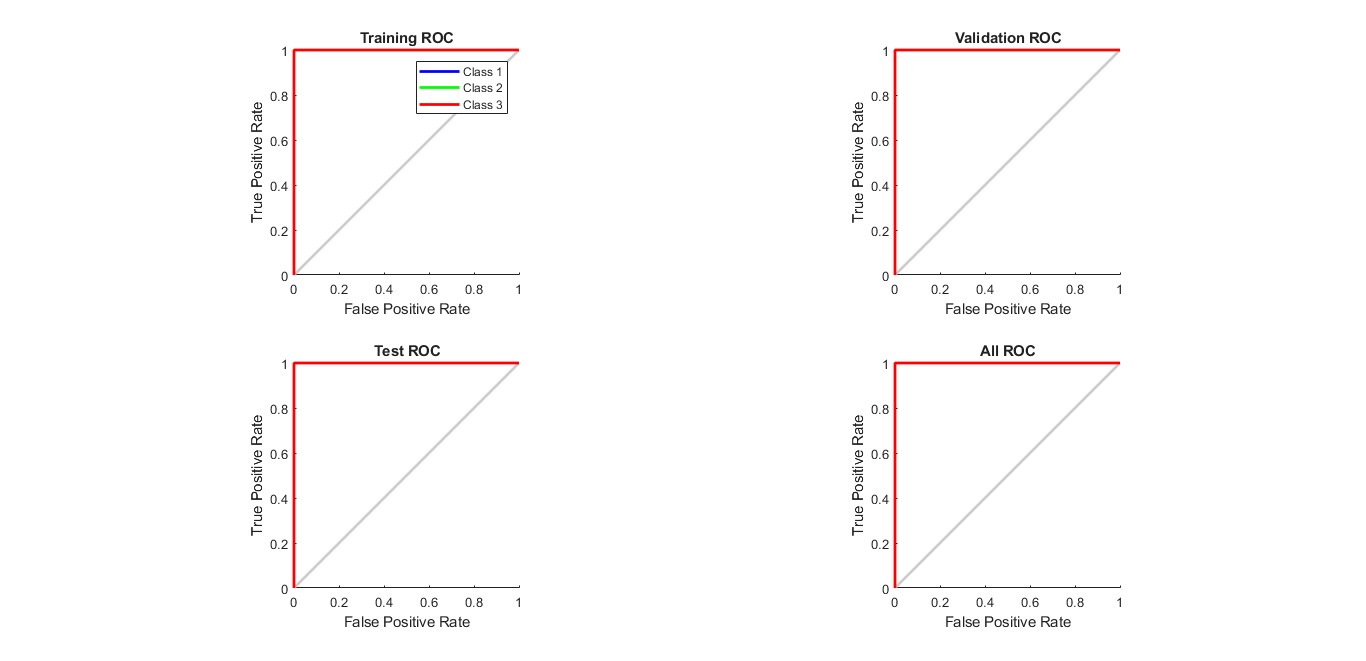 Training ROC
1
0.8
0.6
0.4
0.2
0
True Positive Rate
Class 1
Class 2
Class 3
0 0.2 0.4 0.6 0.8 1
False Positive Rate
Validation ROC
1
0.8
0.6
0.4
0.2
0
True Positive Rate
0 0.2 0.4 0.6 0.8 1
False Positive Rate
Test ROC
1
0.8
0.6
0.4
0.2
0
True Positive Rate
0 0.2 0.4 0.6 0.8 1
False Positive Rate
All ROC
1
0.8
0.6
0.4
0.2
0
True Positive Rate
0 0.2 0.4 0.6 0.8 1
False Positive Rate